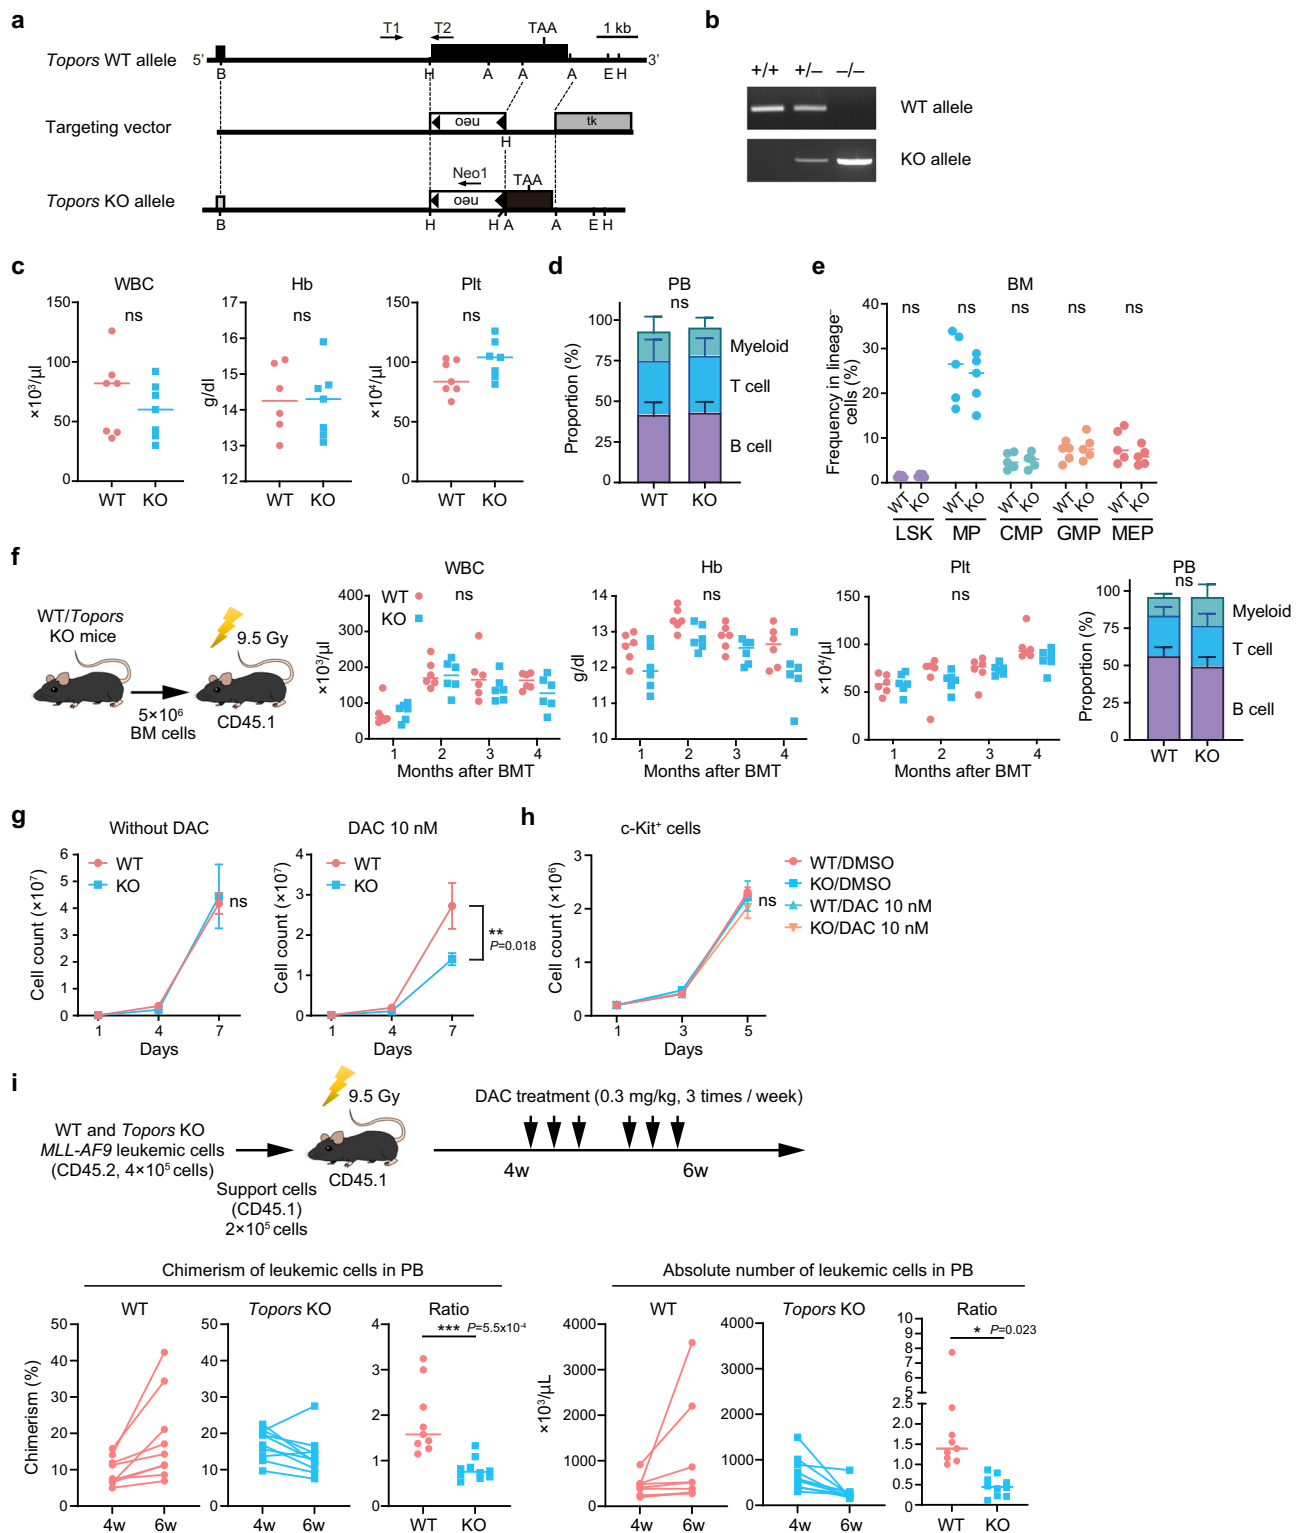 a
T1
T2
TAA
1 kb
Topors WT allele
5'
3'
B
H
A
A
A
E
H
Targeting vector
neo
tk
H
Neo1
TAA
Topors KO allele
neo
B
H
H
A
A
E
H
b
+/+
+/−
−/−
WT allele
KO allele
c
WBC
ns
×10³/µl
150
100
50
0
WT
KO
Hb
ns
g/dl
17
16
15
14
13
12
WT
KO
Plt
ns
×10⁴/µl
150
100
50
0
WT
KO
d
PB
ns
Proportion (%)
100
75
50
25
0
Myeloid
T cell
B cell
WT
KO
e
BM
Frequency in lineage⁻
cells (%)
40
30
20
10
0
ns
ns
ns
ns
ns
WT
KO
WT
KO
WT
KO
WT
KO
WT
KO
LSK
MP
CMP
GMP
MEP
f
WT/Topors
KO mice
5×10⁶
BM cells
9.5 Gy
CD45.1
WBC
WT
KO
ns
×10³/µl
400
300
200
100
0
1
2
3
4
Months after BMT
Hb
ns
g/dl
14
13
12
11
10
1
2
3
4
Months after BMT
Plt
ns
×10⁴/µl
150
100
50
0
1
2
3
4
Months after BMT
PB
ns
Proportion (%)
100
75
50
25
0
Myeloid
T cell
B cell
WT
KO
g
Without DAC
WT
KO
Cell count (×10⁷)
6
5
4
3
2
1
0
ns
1
4
7
Days
DAC 10 nM
WT
KO
Cell count (×10⁷)
4
3
2
1
0
**
P=0.018
1
4
7
Days
h
c-Kit⁺ cells
Cell count (×10⁶)
3
2
1
0
ns
1
3
5
Days
WT/DMSO
KO/DMSO
WT/DAC 10 nM
KO/DAC 10 nM
i
WT and Topors KO
MLL-AF9 leukemic cells
(CD45.2, 4×10⁵ cells)
Support cells
(CD45.1)
2×10⁵ cells
9.5 Gy
CD45.1
DAC treatment (0.3 mg/kg, 3 times / week)
4w
6w
Chimerism of leukemic cells in PB
WT
Chimerism (%)
50
40
30
20
10
0
4w
6w
Topors KO
50
40
30
20
10
0
4w
6w
Ratio
*** P=5.5x10⁻⁴
4
3
2
1
0
WT
KO
Absolute number of leukemic cells in PB
WT
×10³/µL
4000
3000
2000
1000
0
4w
6w
Topors KO
4000
3000
2000
1000
0
4w
6w
Ratio
* P=0.023
10
9
8
7
6
5
2.5
2.0
1.5
1.0
0.5
0
WT
KO